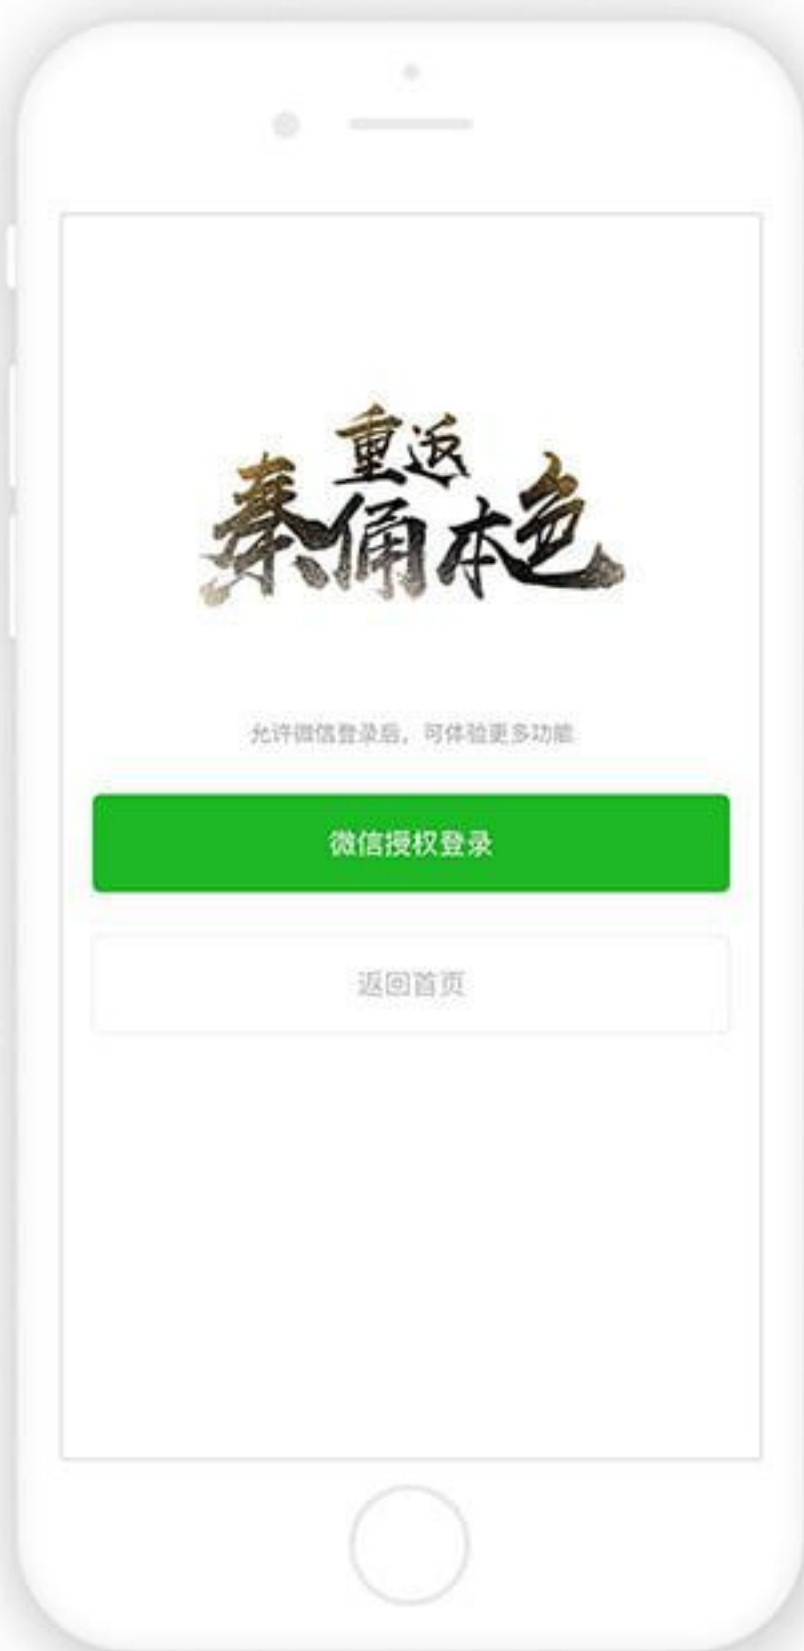 重返
秦俑本色
允许微信登录后，可体验更多功能
微信授权登录
返回首页